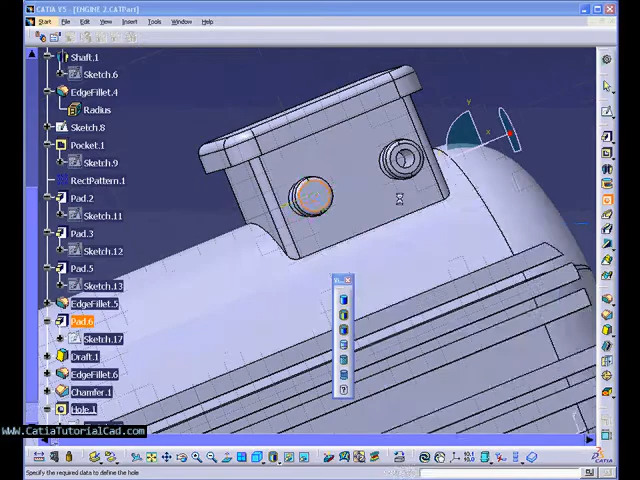 CATIA V5 - [ENGINE 2.CATPart]
Start File Edit View Insert Tools Window Help
Shaft.1
Sketch.6
EdgeFillet.4
Radius
Sketch.8
Pocket.1
Sketch.9
RectPattern.1
Pad.2
Sketch.11
Pad.3
Sketch.12
Pad.5
Sketch.13
EdgeFillet.5
Pad.6
Sketch.17
Draft.1
EdgeFillet.6
Chamfer.1
Hole.1
y
x
www.CatiaTutorialCad.com
CATIA
Specify the required data to define the hole